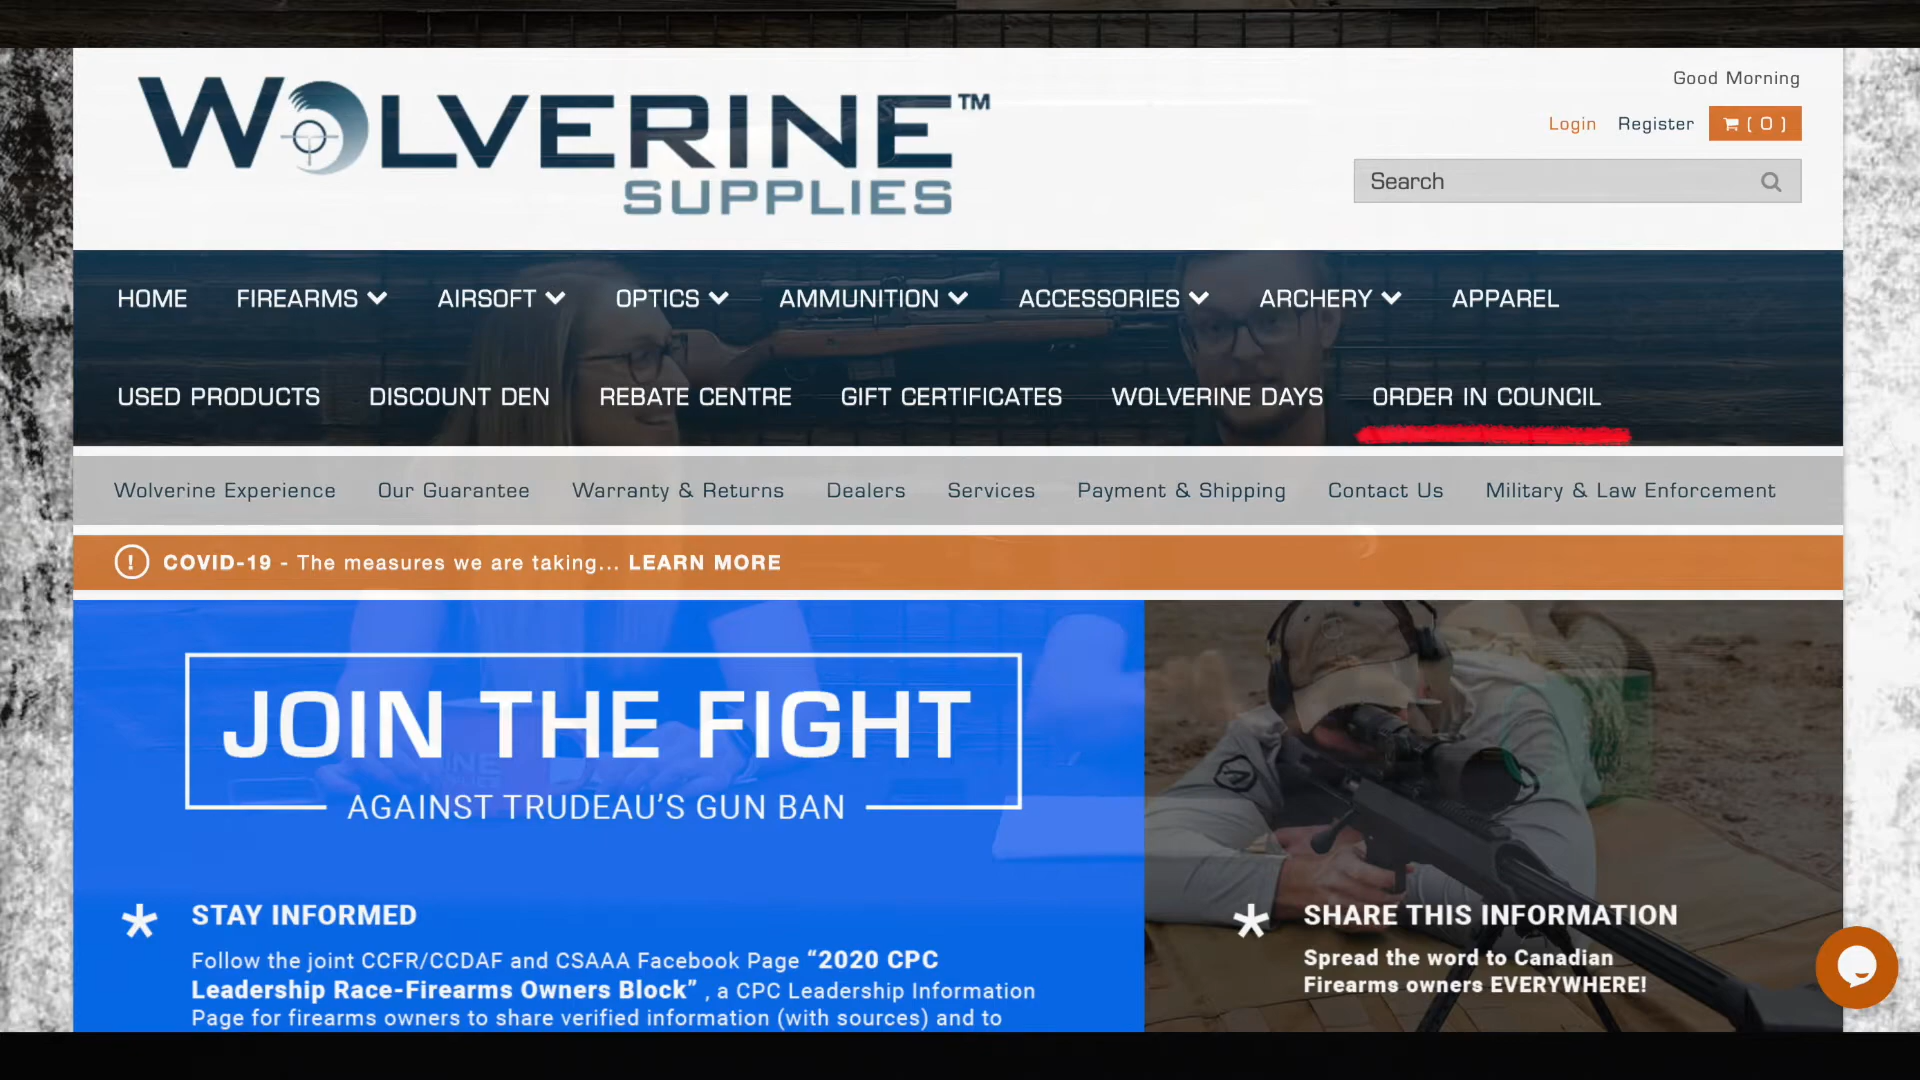 WOLVERINE™
SUPPLIES
Good Morning
Login Register ( 0 )
Search
HOME FIREARMS AIRSOFT OPTICS AMMUNITION ACCESSORIES ARCHERY APPAREL
USED PRODUCTS DISCOUNT DEN REBATE CENTRE GIFT CERTIFICATES WOLVERINE DAYS ORDER IN COUNCIL
Wolverine Experience Our Guarantee Warranty & Returns Dealers Services Payment & Shipping Contact Us Military & Law Enforcement
! COVID-19 - The measures we are taking... LEARN MORE
JOIN THE FIGHT
AGAINST TRUDEAU'S GUN BAN
* STAY INFORMED
Follow the joint CCFR/CCDAF and CSAAA Facebook Page “2020 CPC
Leadership Race-Firearms Owners Block” , a CPC Leadership Information
Page for firearms owners to share verified information (with sources) and to
* SHARE THIS INFORMATION
Spread the word to Canadian
Firearms owners EVERYWHERE!